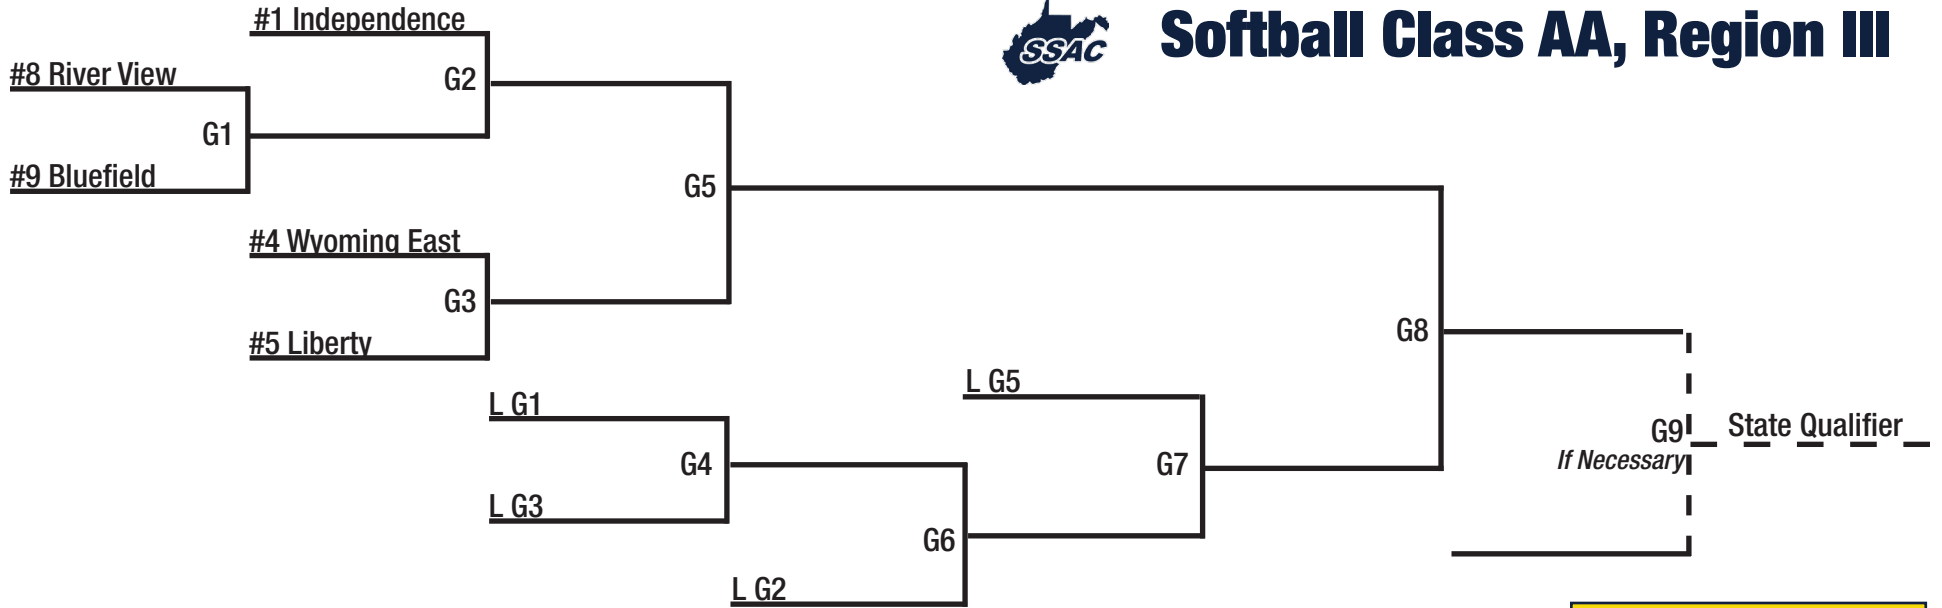 #1 Independence
SSAC
Softball Class AA, Region III
#8 River View
G2
G1
#9 Bluefield
G5
#4 Wyoming East
G3
#5 Liberty
G8
L G5
L G1
G9
State Qualifier
If Necessary
G4
G7
L G3
G6
L G2